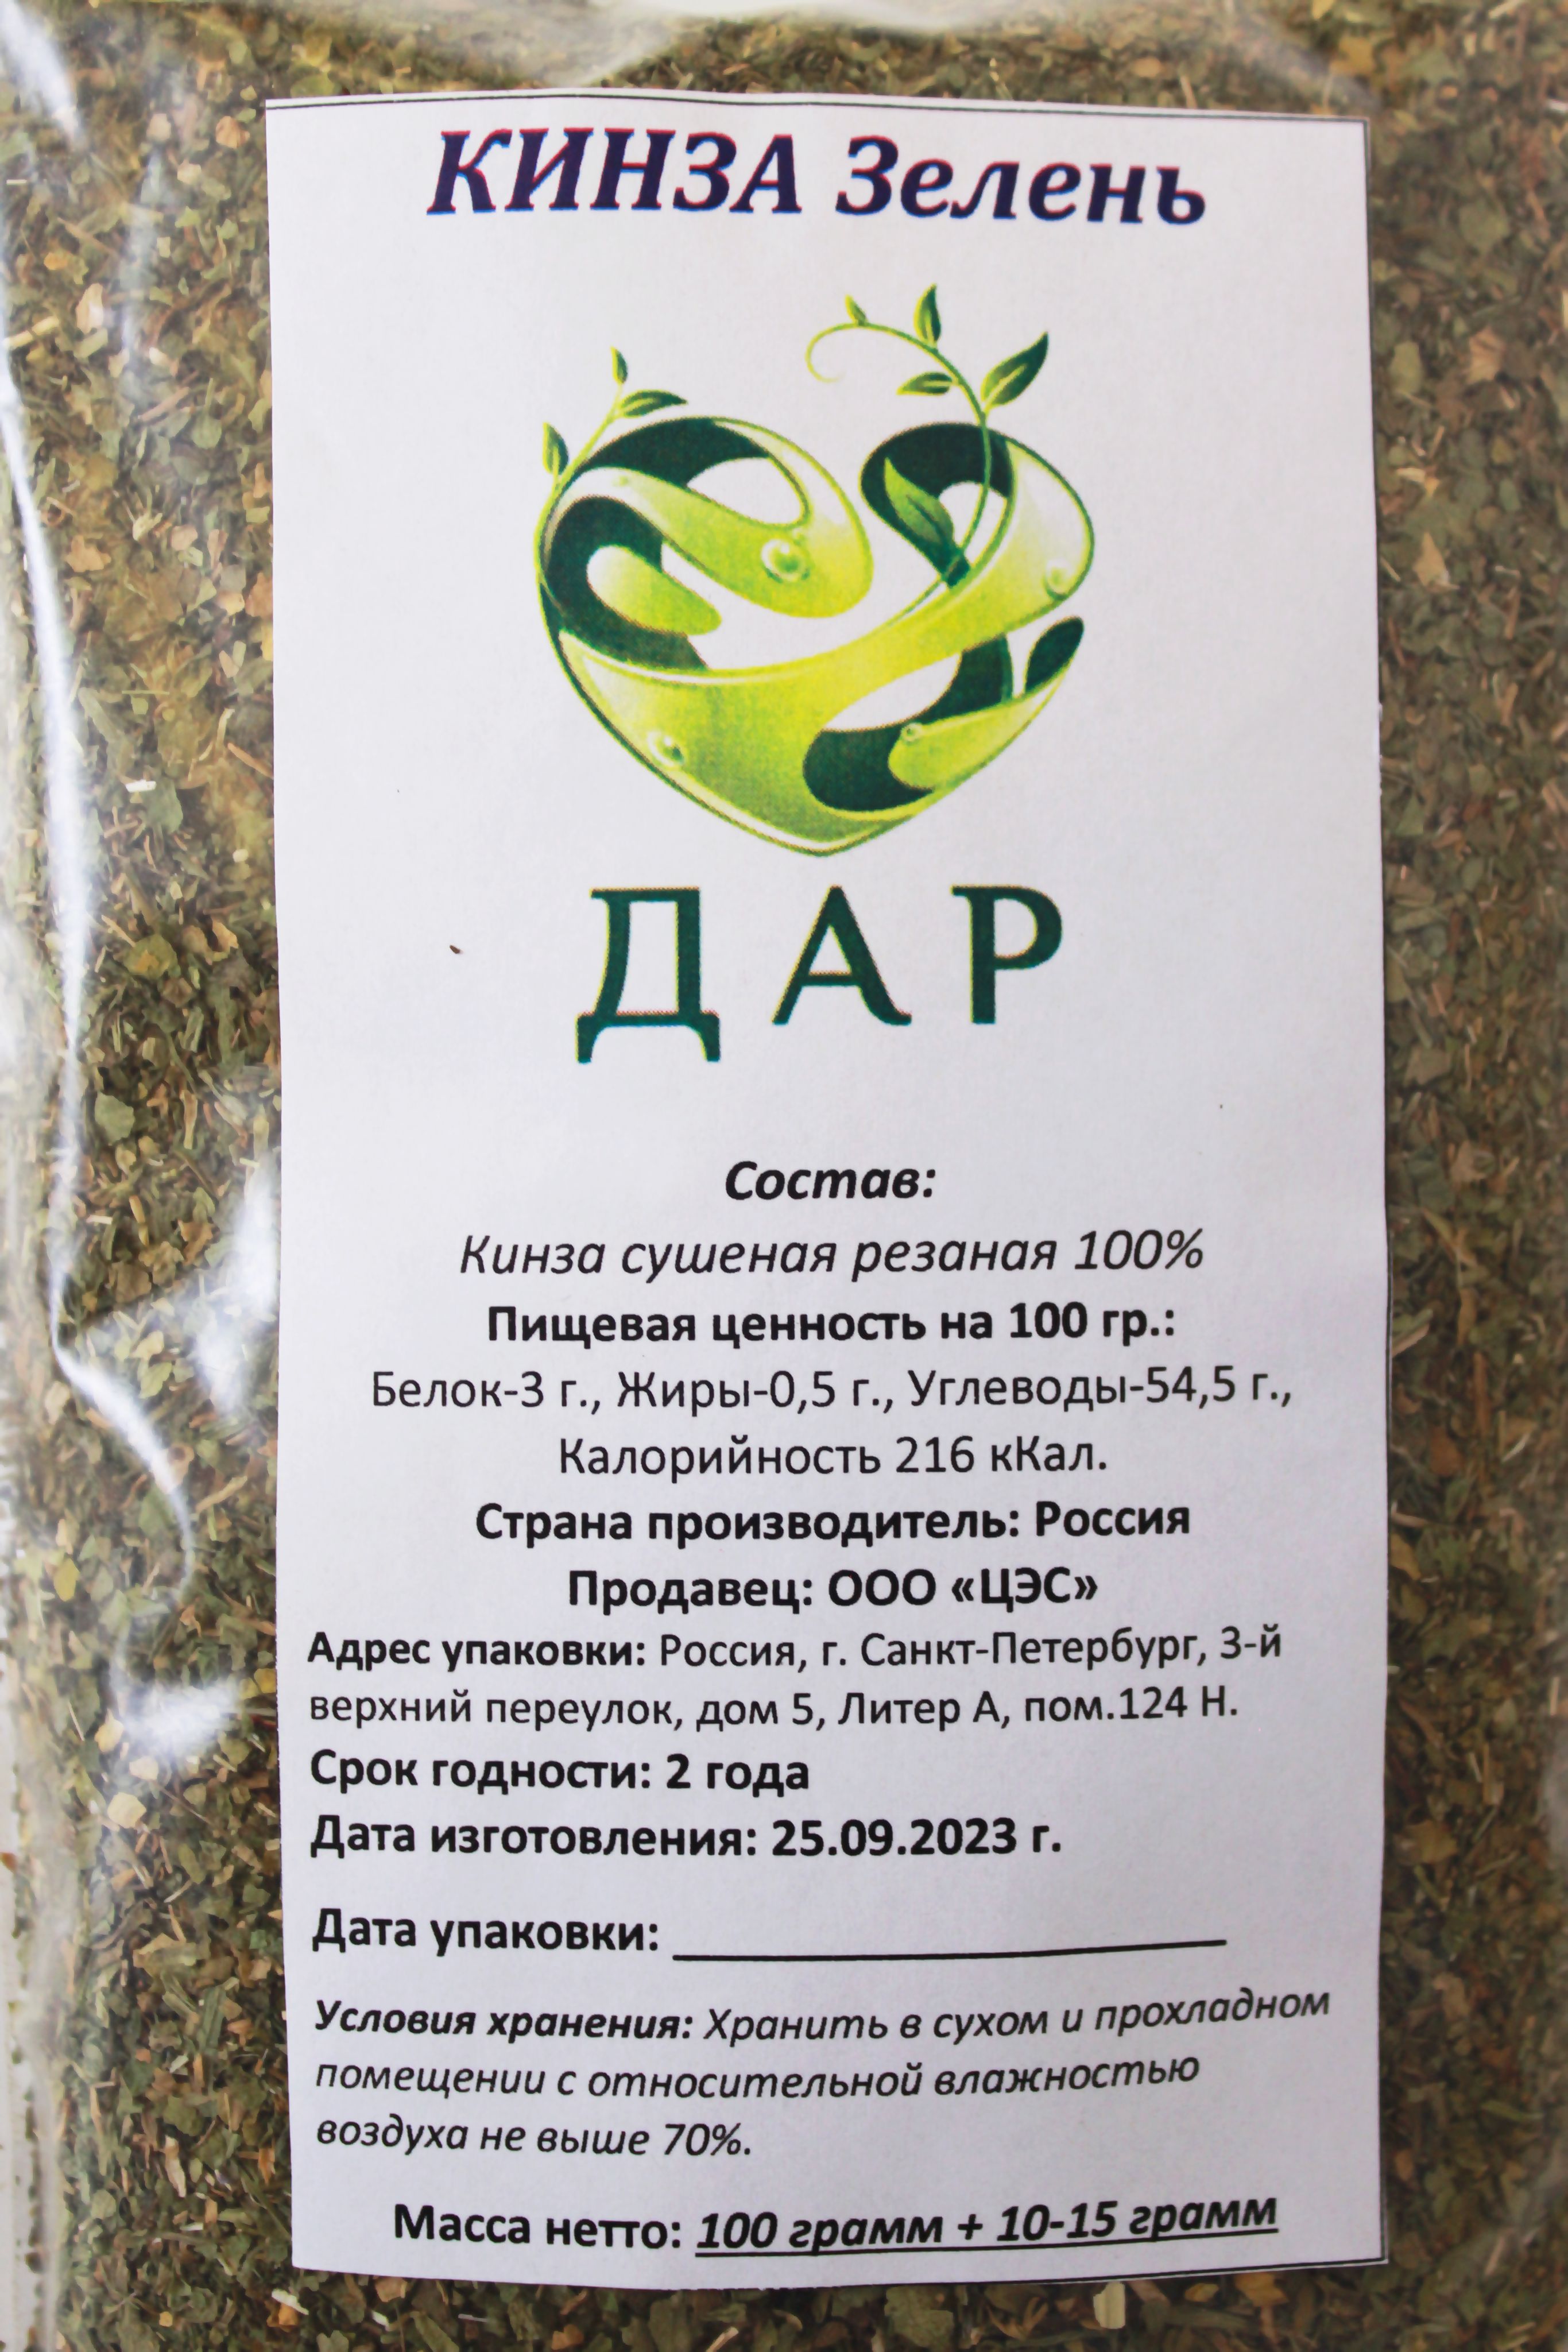 КИНЗА Зелень
ДАР
Состав:
Кинза сушеная резаная 100%
Пищевая ценность на 100 гр.:
Белок-3 г., Жиры-0,5 г., Углеводы-54,5 г.,
Калорийность 216 кКал.
Страна производитель: Россия
Продавец: ООО «ЦЭС»
Адрес упаковки: Россия, г. Санкт-Петербург, 3-й
верхний переулок, дом 5, Литер А, пом.124 Н.
Срок годности: 2 года
Дата изготовления: 25.09.2023 г.
Дата упаковки:
Условия хранения: Хранить в сухом и прохладном
помещении с относительной влажностью
воздуха не выше 70%.
Масса нетто: 100 грамм + 10-15 грамм